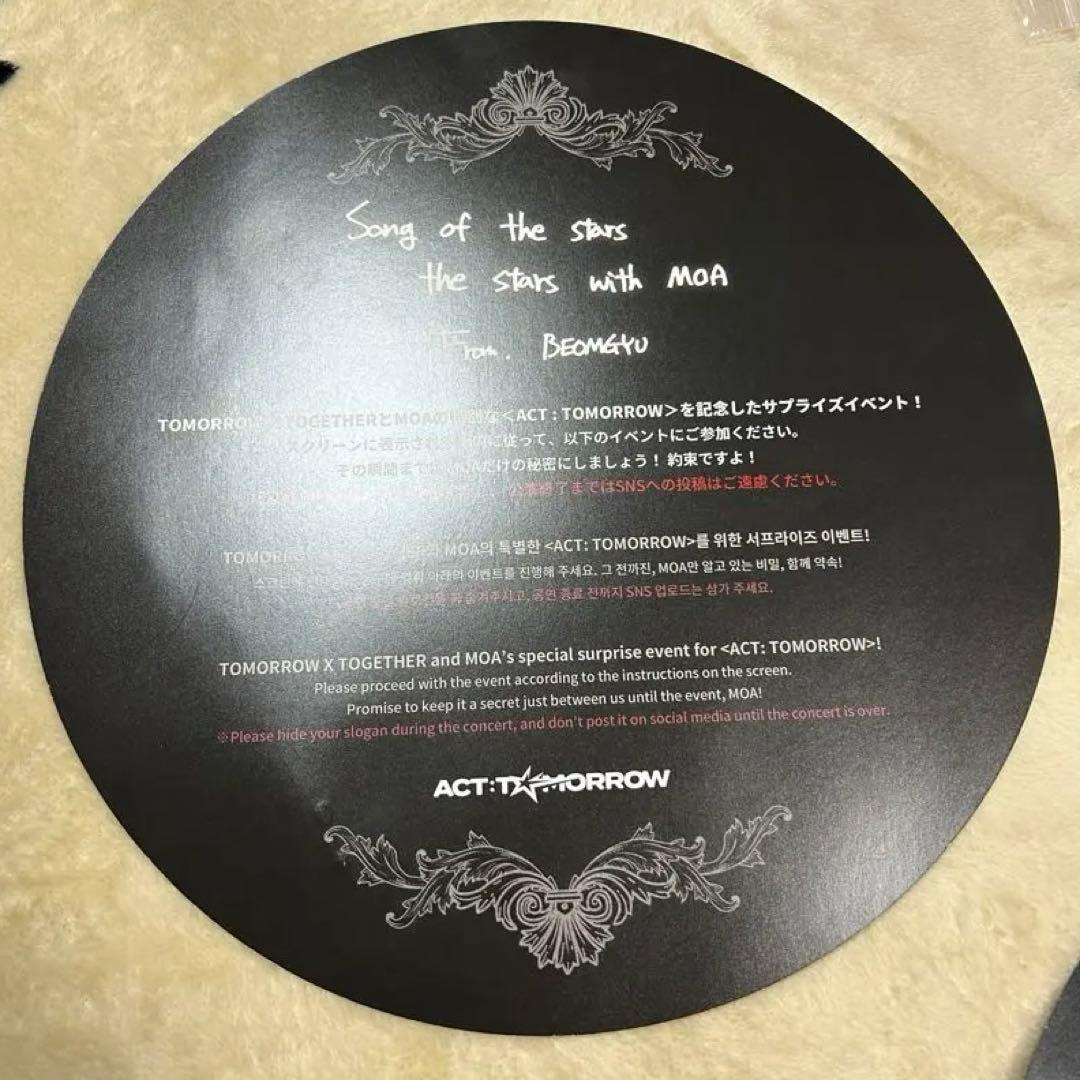 Song of the stars
the stars with MOA
From. BEOMGYU
TOMORROW TOGETHERとMOAの特別な＜ACT : TOMORROW＞を記念したサプライズイベント！
スクリーンに表示され に従って、以下のイベントにご参加ください。
その瞬間まで MOAだけの秘密にしましょう！約束ですよ！
公演終了まではSNSへの投稿はご遠慮ください。
MOA의 특별한 <ACT: TOMORROW>를 위한 서프라이즈 이벤트!
아래의 이벤트를 진행해 주세요. 그 전까진, MOA만 알고 있는 비밀, 함께 약속!
숨겨주시고, 공연 종료 전까지 SNS 업로드는 삼가 주세요.
TOMORROW X TOGETHER and MOA's special surprise event for <ACT: TOMORROW>!
Please proceed with the event according to the instructions on the screen.
Promise to keep it a secret just between us until the event, MOA!
※Please hide your slogan during the concert, and don't post it on social media until the concert is over.
ACT:TOMORROW